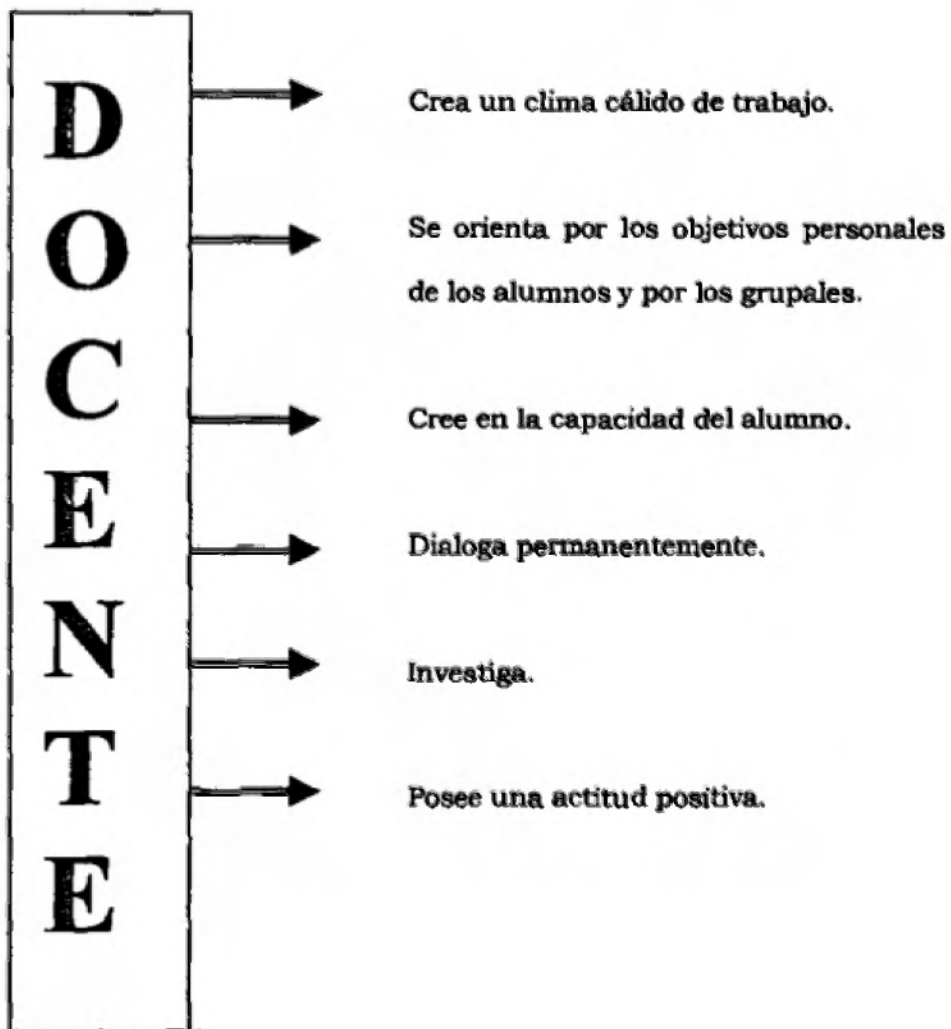 DOCENTE
Crea un clima cálido de trabajo.
Se orienta por los objetivos personales
de los alumnos y por los grupales.
Cree en la capacidad del alumno.
Dialoga permanentemente.
Investiga.
Posee una actitud positiva.